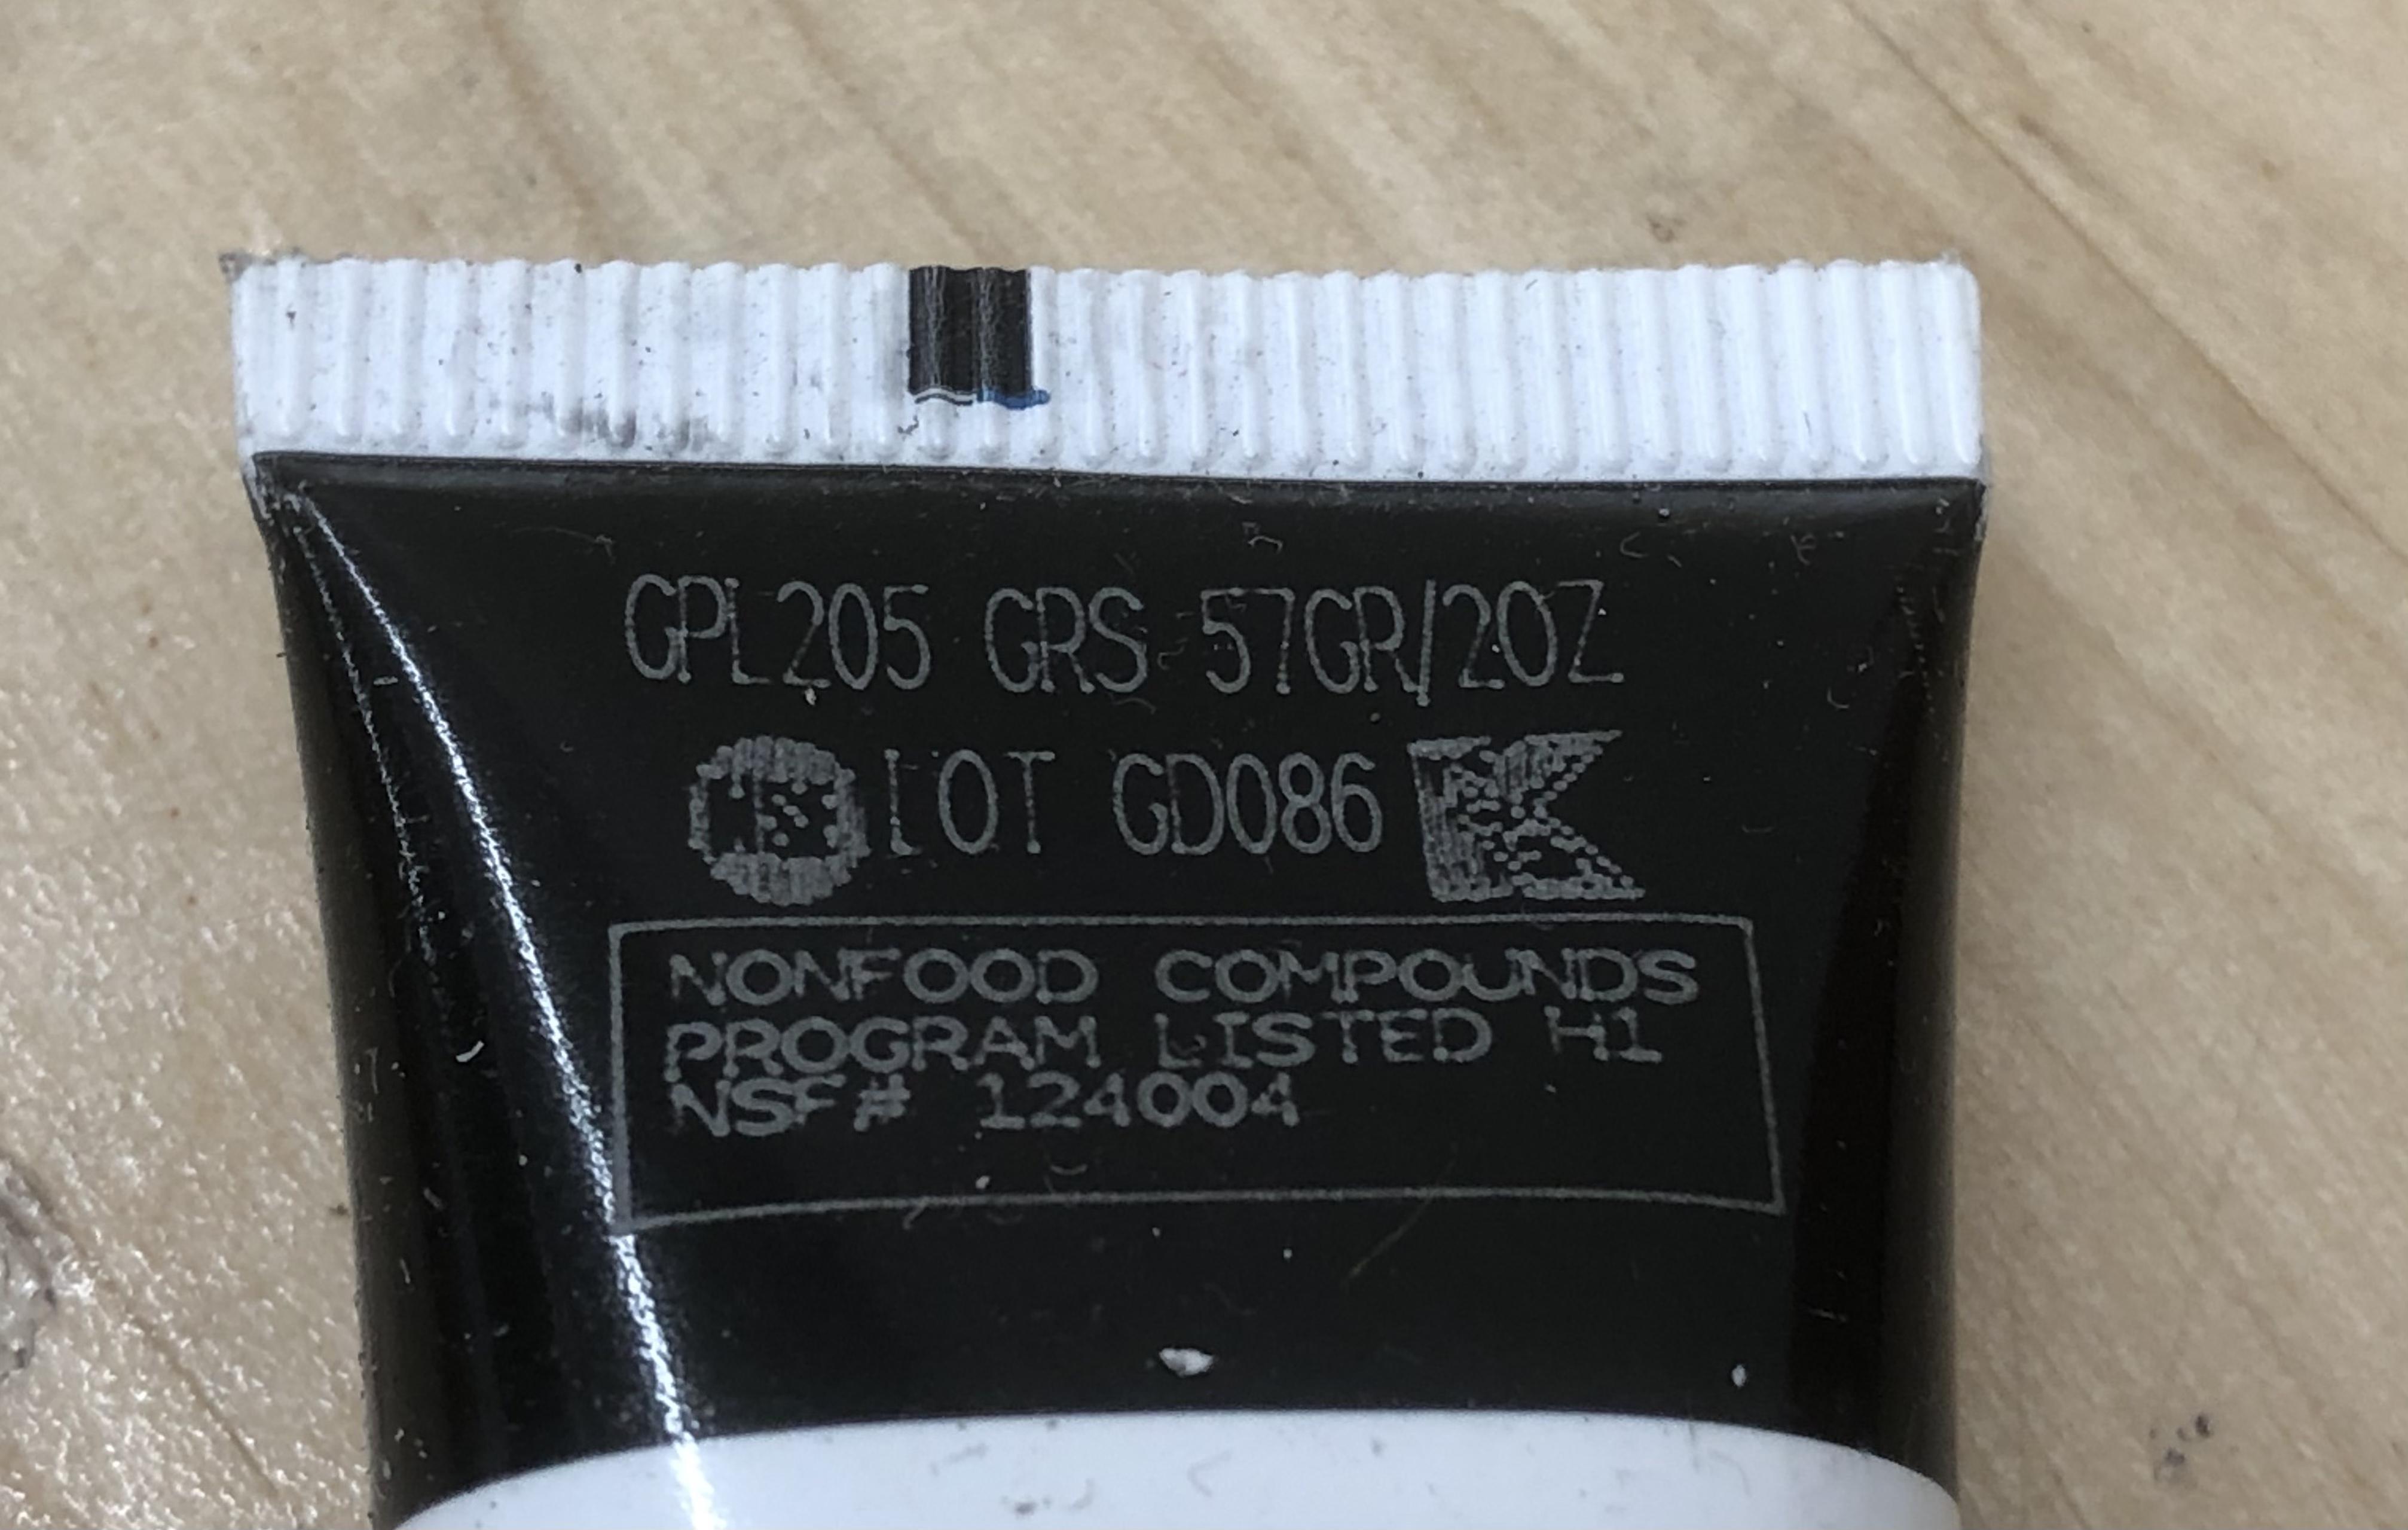 GPL205 GRS 57GR/2OZ
LOT GD086 K
NONFOOD COMPOUNDS
PROGRAM LISTED H1
NSF# 124004